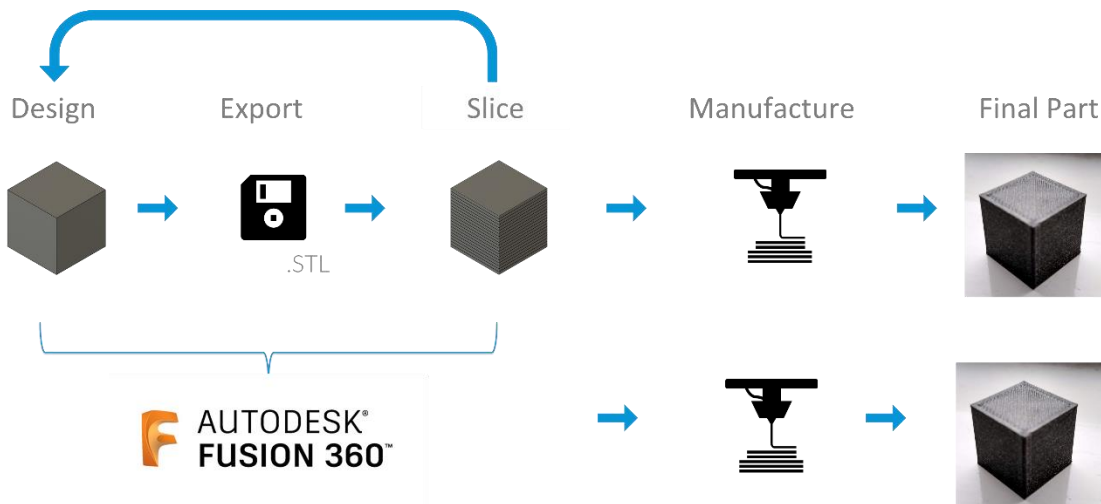 Design
Export
Slice
Manufacture
Final Part
.STL
AUTODESK®
FUSION 360™